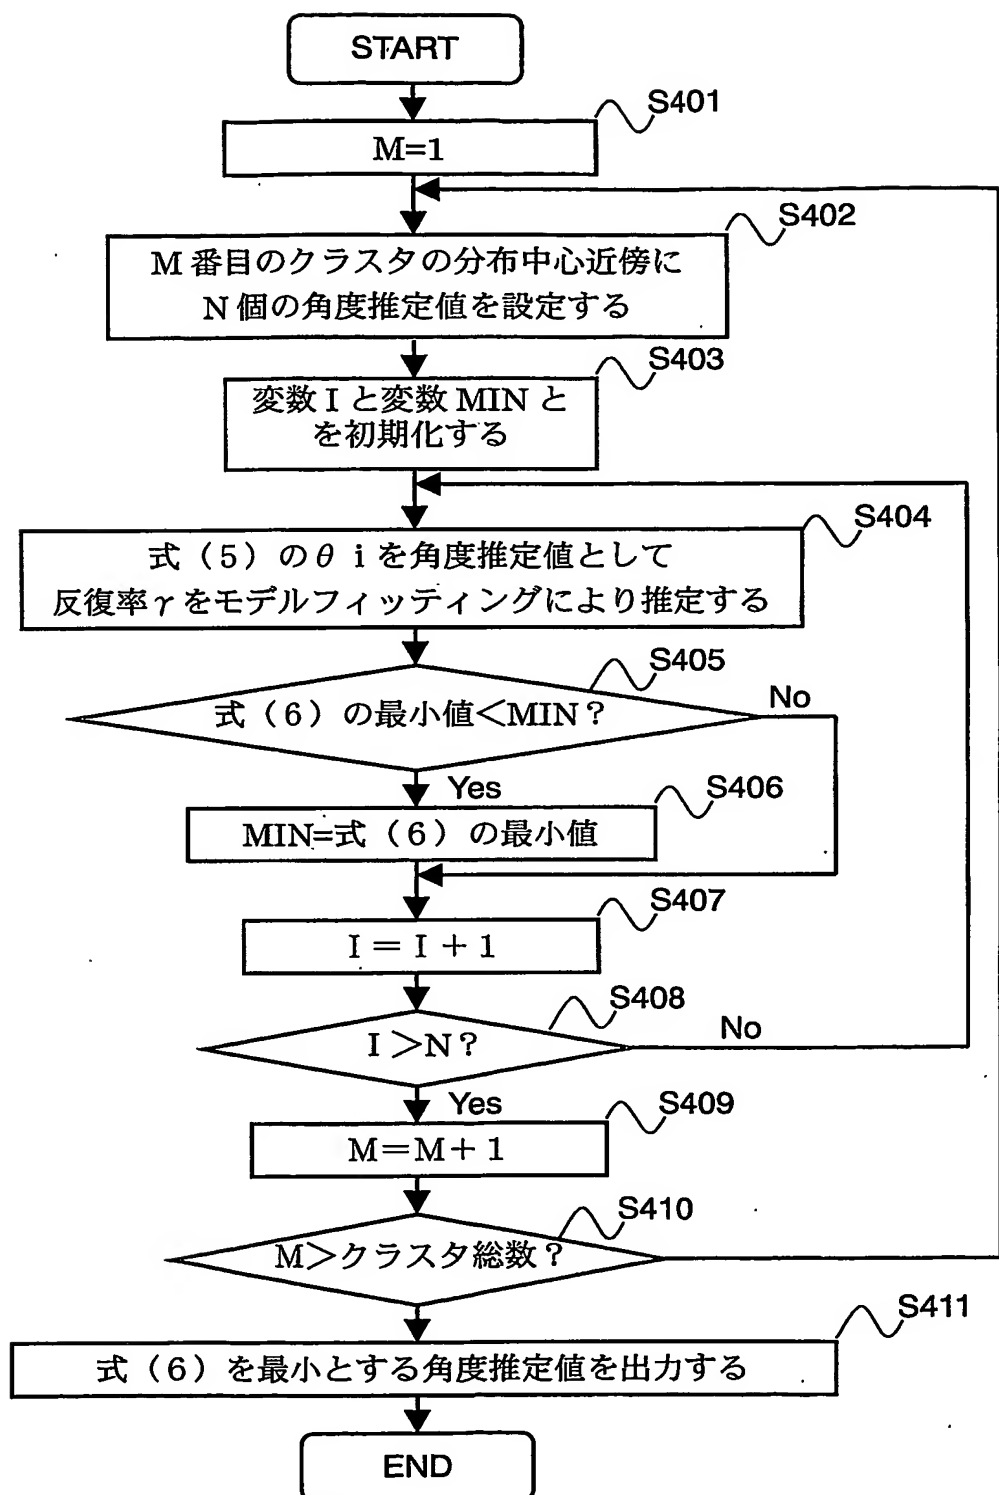 START
S401
M=1
S402
M番目のクラスタの分布中心近傍に
N個の角度推定値を設定する
S403
変数Iと変数MINと
を初期化する
S404
式（5）のθiを角度推定値として
反復率γをモデルフィッティングにより推定する
S405
式（6）の最小値＜MIN？
No
Yes
S406
MIN=式（6）の最小値
S407
I＝I＋1
S408
I＞N？
No
Yes
S409
M＝M＋1
S410
M＞クラスタ総数？
S411
式（6）を最小とする角度推定値を出力する
END